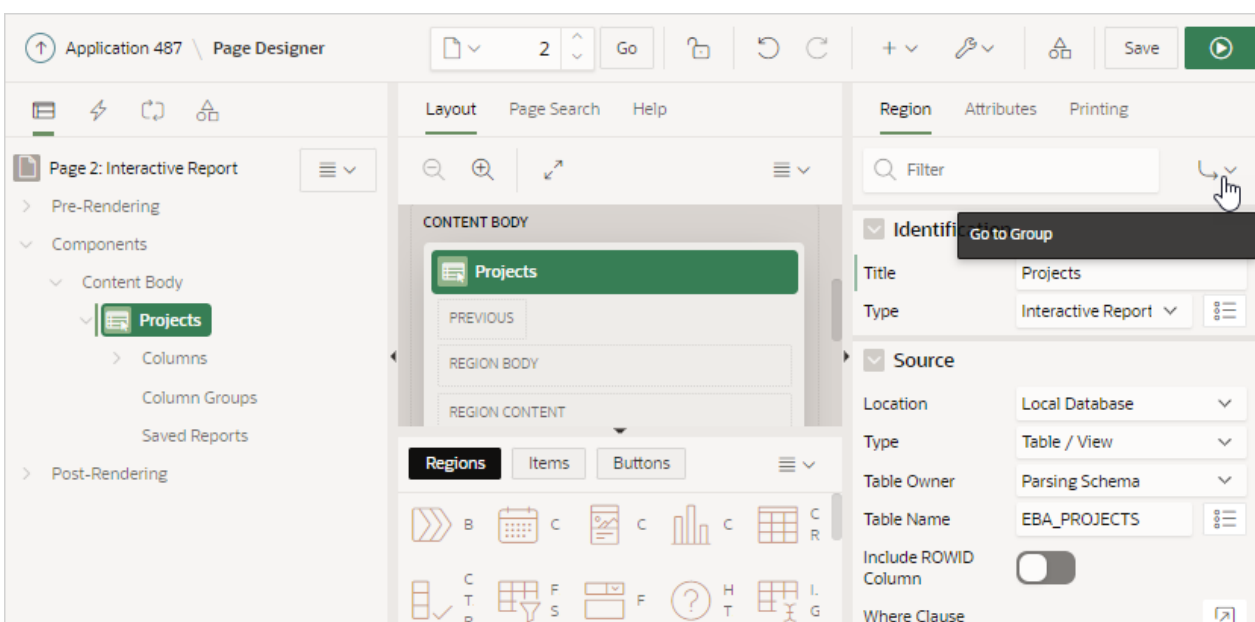 Application 487 \ Page Designer
2
Go
Save
Page 2: Interactive Report
Pre-Rendering
Components
Content Body
Projects
Columns
Column Groups
Saved Reports
Post-Rendering
Layout Page Search Help
CONTENT BODY
Projects
PREVIOUS
REGION BODY
REGION CONTENT
Regions Items Buttons
B C C C C
R
C F F H I.
T S T G
Region Attributes Printing
Filter
Go to Group
Title Projects
Type Interactive Report
Source
Location Local Database
Type Table / View
Table Owner Parsing Schema
Table Name EBA_PROJECTS
Include ROWID
Column
Where Clause